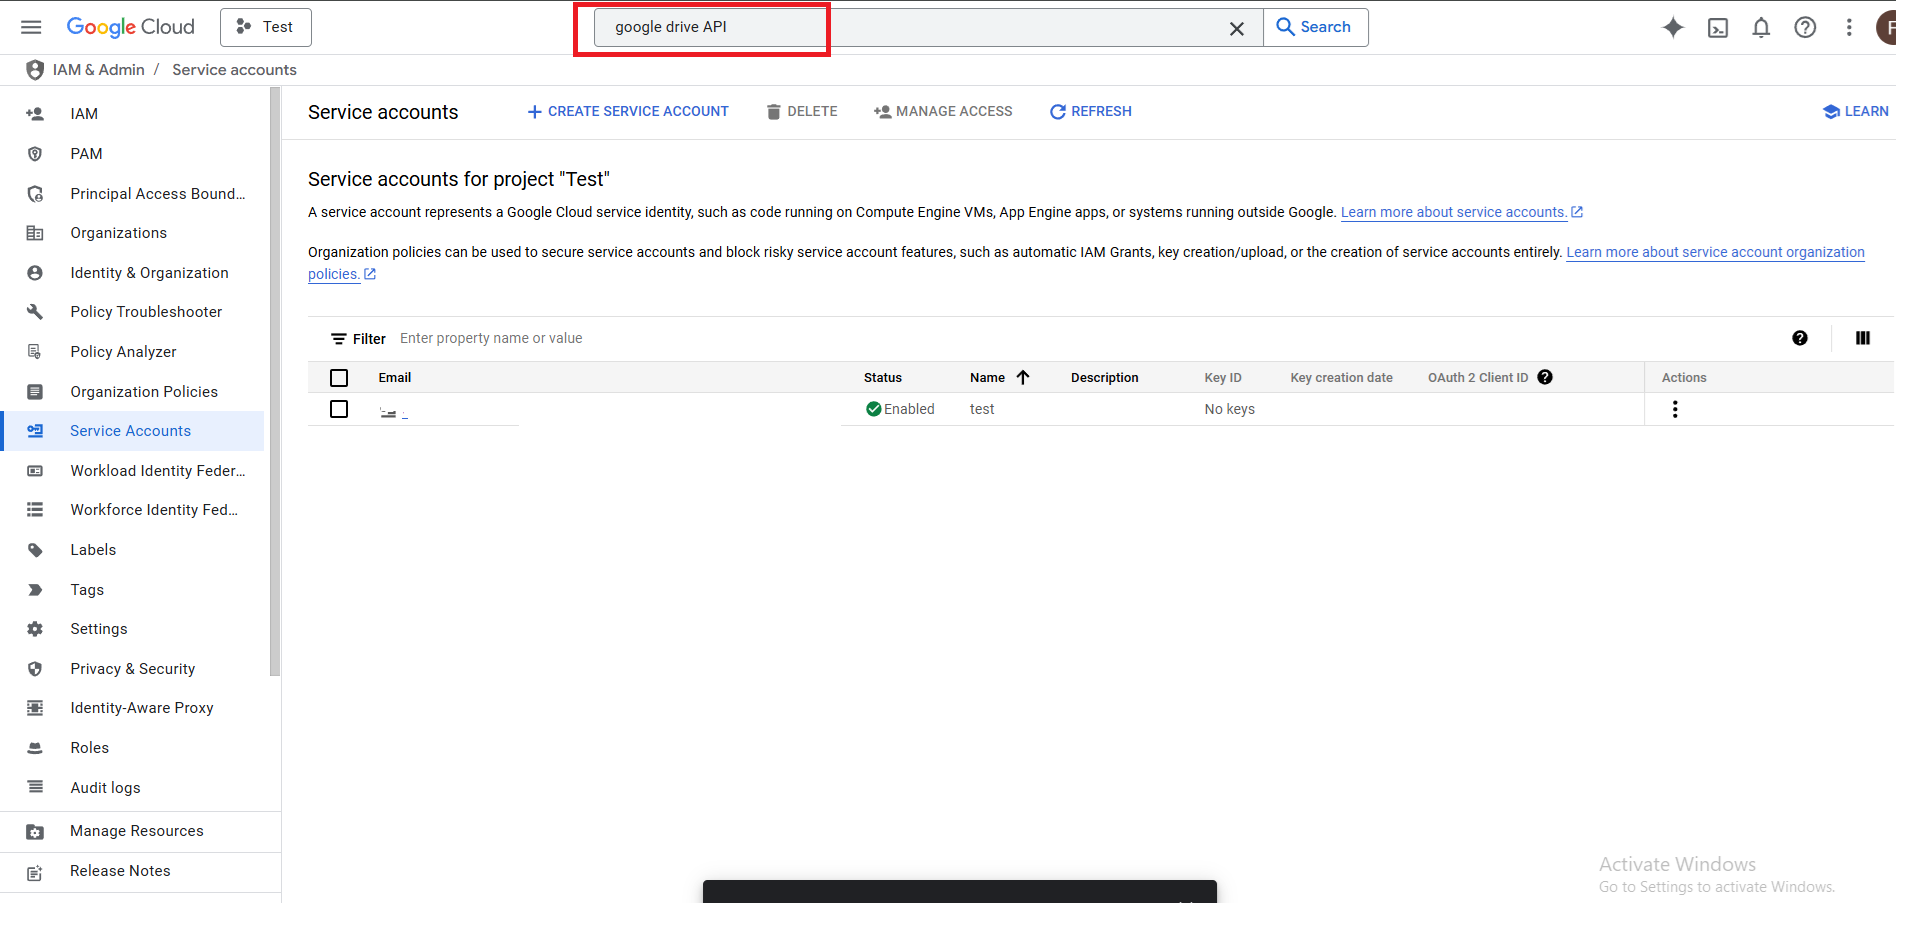 Google Cloud
Test
google drive API
Search
F
IAM & Admin / Service accounts
IAM
PAM
Principal Access Bound...
Organizations
Identity & Organization
Policy Troubleshooter
Policy Analyzer
Organization Policies
Service Accounts
Workload Identity Feder...
Workforce Identity Fed...
Labels
Tags
Settings
Privacy & Security
Identity-Aware Proxy
Roles
Audit logs
Manage Resources
Release Notes
Service accounts
CREATE SERVICE ACCOUNT
DELETE
MANAGE ACCESS
REFRESH
LEARN
Service accounts for project "Test"
A service account represents a Google Cloud service identity, such as code running on Compute Engine VMs, App Engine apps, or systems running outside Google. Learn more about service accounts.
Organization policies can be used to secure service accounts and block risky service account features, such as automatic IAM Grants, key creation/upload, or the creation of service accounts entirely. Learn more about service account organization
policies.
Filter Enter property name or value
Email Status Name Description Key ID Key creation date OAuth 2 Client ID Actions
Enabled test No keys
Activate Windows
Go to Settings to activate Windows.